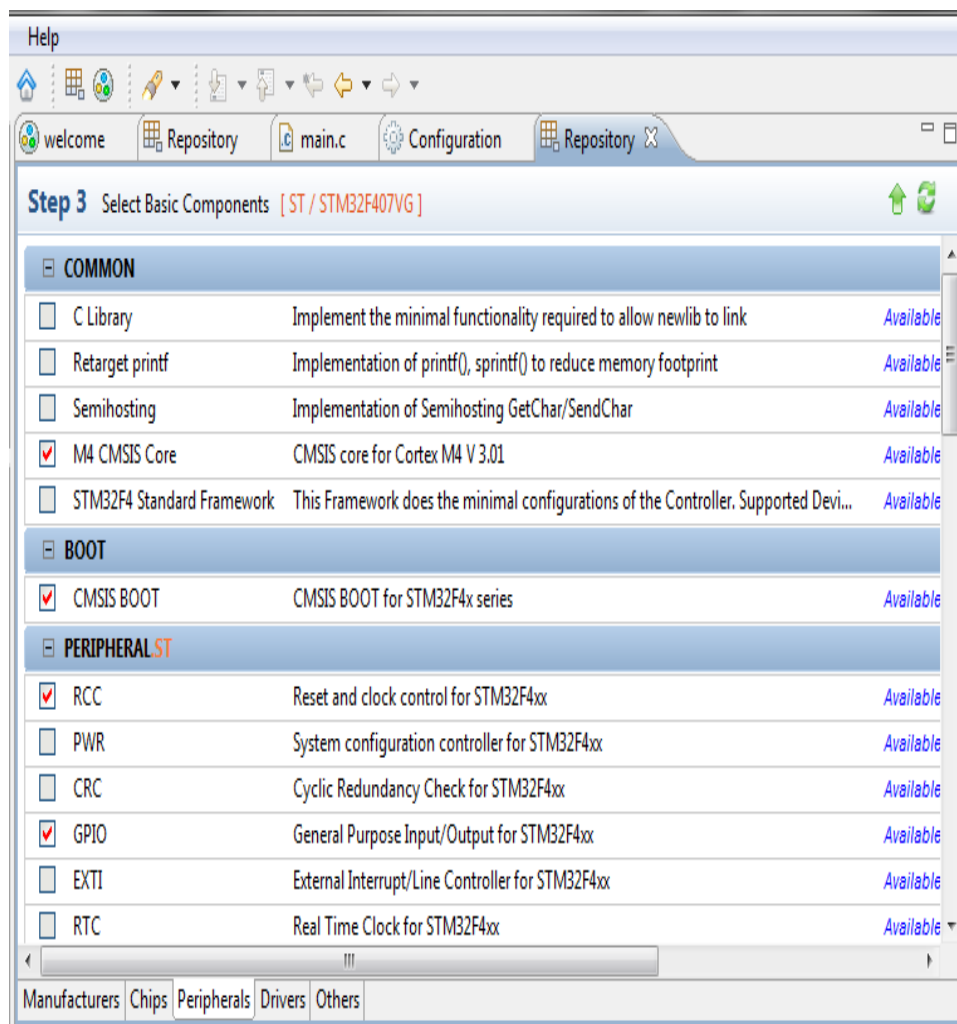 Help
welcome Repository main.c Configuration Repository
Step 3 Select Basic Components [ ST / STM32F407VG ]
COMMON
C Library Implement the minimal functionality required to allow newlib to link Available
Retarget printf Implementation of printf(), sprintf() to reduce memory footprint Available
Semihosting Implementation of Semihosting GetChar/SendChar Available
M4 CMSIS Core CMSIS core for Cortex M4 V 3.01 Available
STM32F4 Standard Framework This Framework does the minimal configurations of the Controller. Supported Devi... Available
BOOT
CMSIS BOOT CMSIS BOOT for STM32F4x series Available
PERIPHERAL.ST
RCC Reset and clock control for STM32F4xx Available
PWR System configuration controller for STM32F4xx Available
CRC Cyclic Redundancy Check for STM32F4xx Available
GPIO General Purpose Input/Output for STM32F4xx Available
EXTI External Interrupt/Line Controller for STM32F4xx Available
RTC Real Time Clock for STM32F4xx Available
Manufacturers Chips Peripherals Drivers Others